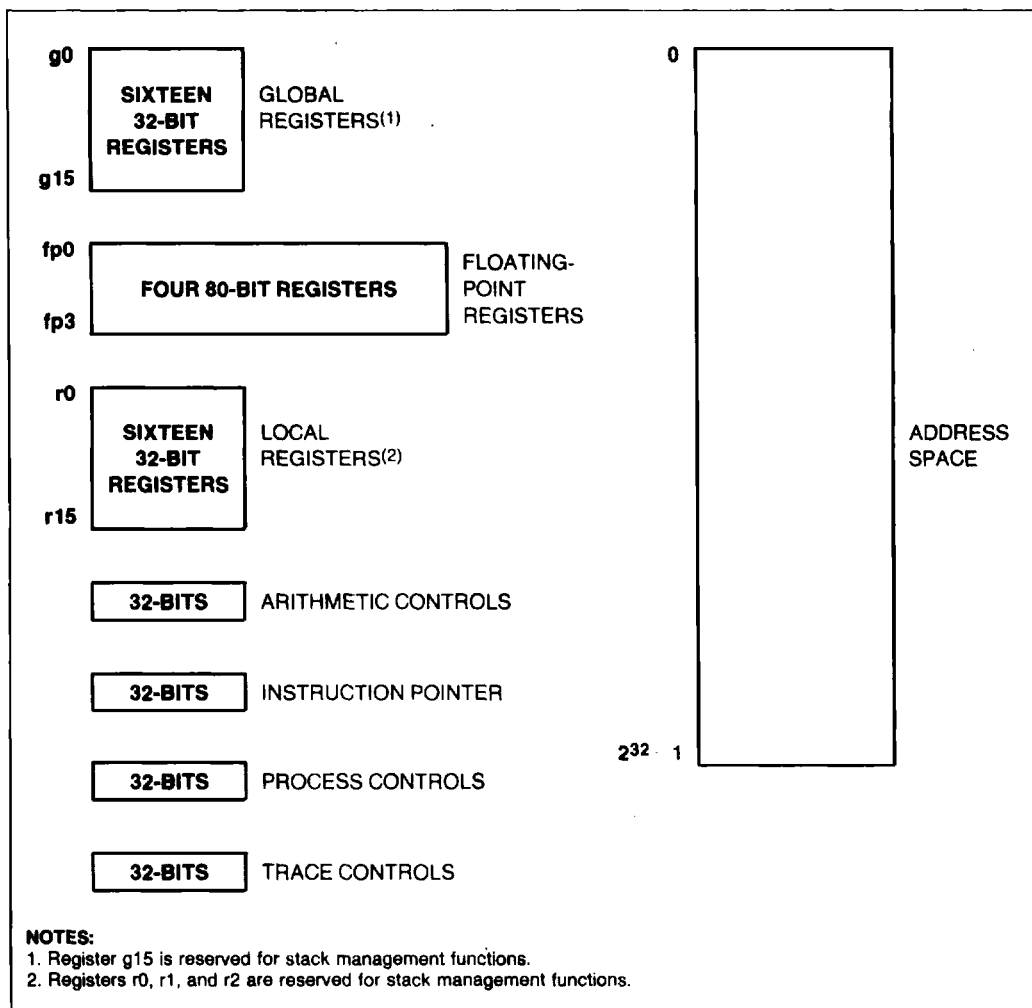 g0
SIXTEEN
32-BIT
REGISTERS
g15
GLOBAL
REGISTERS(1)
fp0
FOUR 80-BIT REGISTERS
fp3
FLOATING-
POINT
REGISTERS
r0
SIXTEEN
32-BIT
REGISTERS
r15
LOCAL
REGISTERS(2)
32-BITS ARITHMETIC CONTROLS
32-BITS INSTRUCTION POINTER
32-BITS PROCESS CONTROLS
32-BITS TRACE CONTROLS
0
ADDRESS
SPACE
2³² 1
NOTES:
1. Register g15 is reserved for stack management functions.
2. Registers r0, r1, and r2 are reserved for stack management functions.